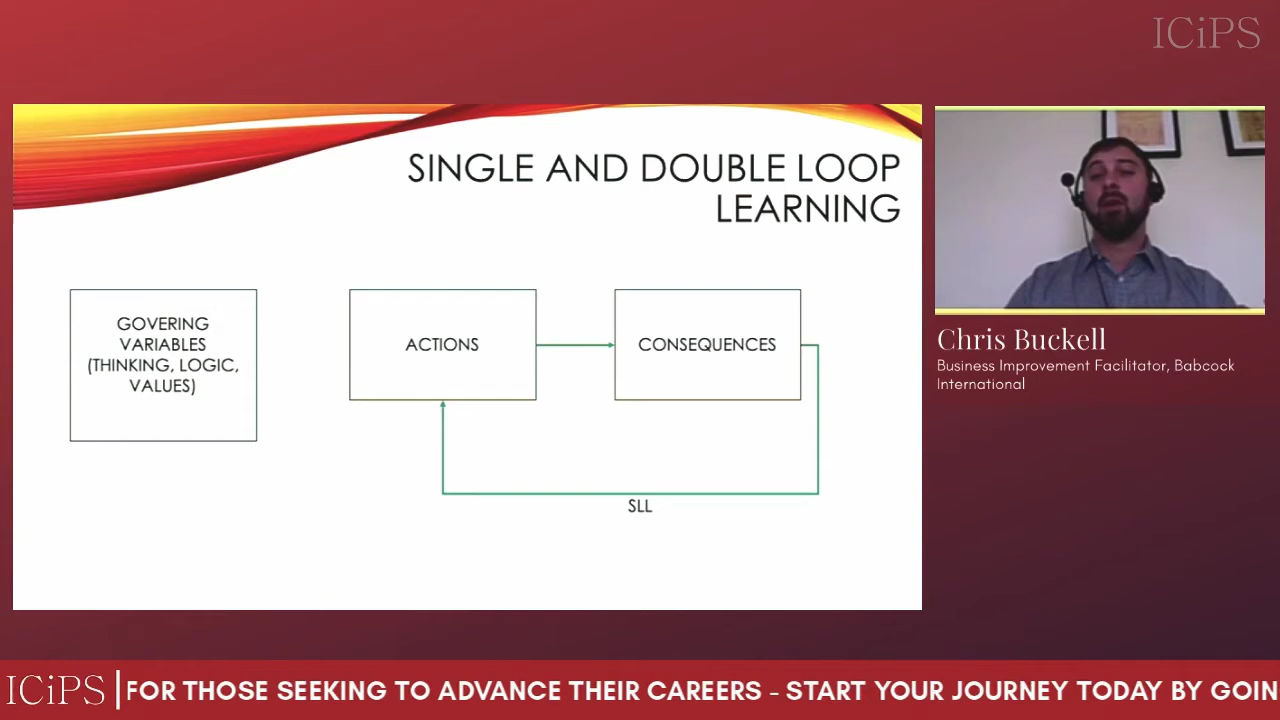 ICiPS
SINGLE AND DOUBLE LOOP
LEARNING
GOVERING
VARIABLES
(THINKING, LOGIC,
VALUES)
ACTIONS
CONSEQUENCES
SLL
Chris Buckell
Business Improvement Facilitator, Babcock
International
ICiPS FOR THOSE SEEKING TO ADVANCE THEIR CAREERS - START YOUR JOURNEY TODAY BY GOIN